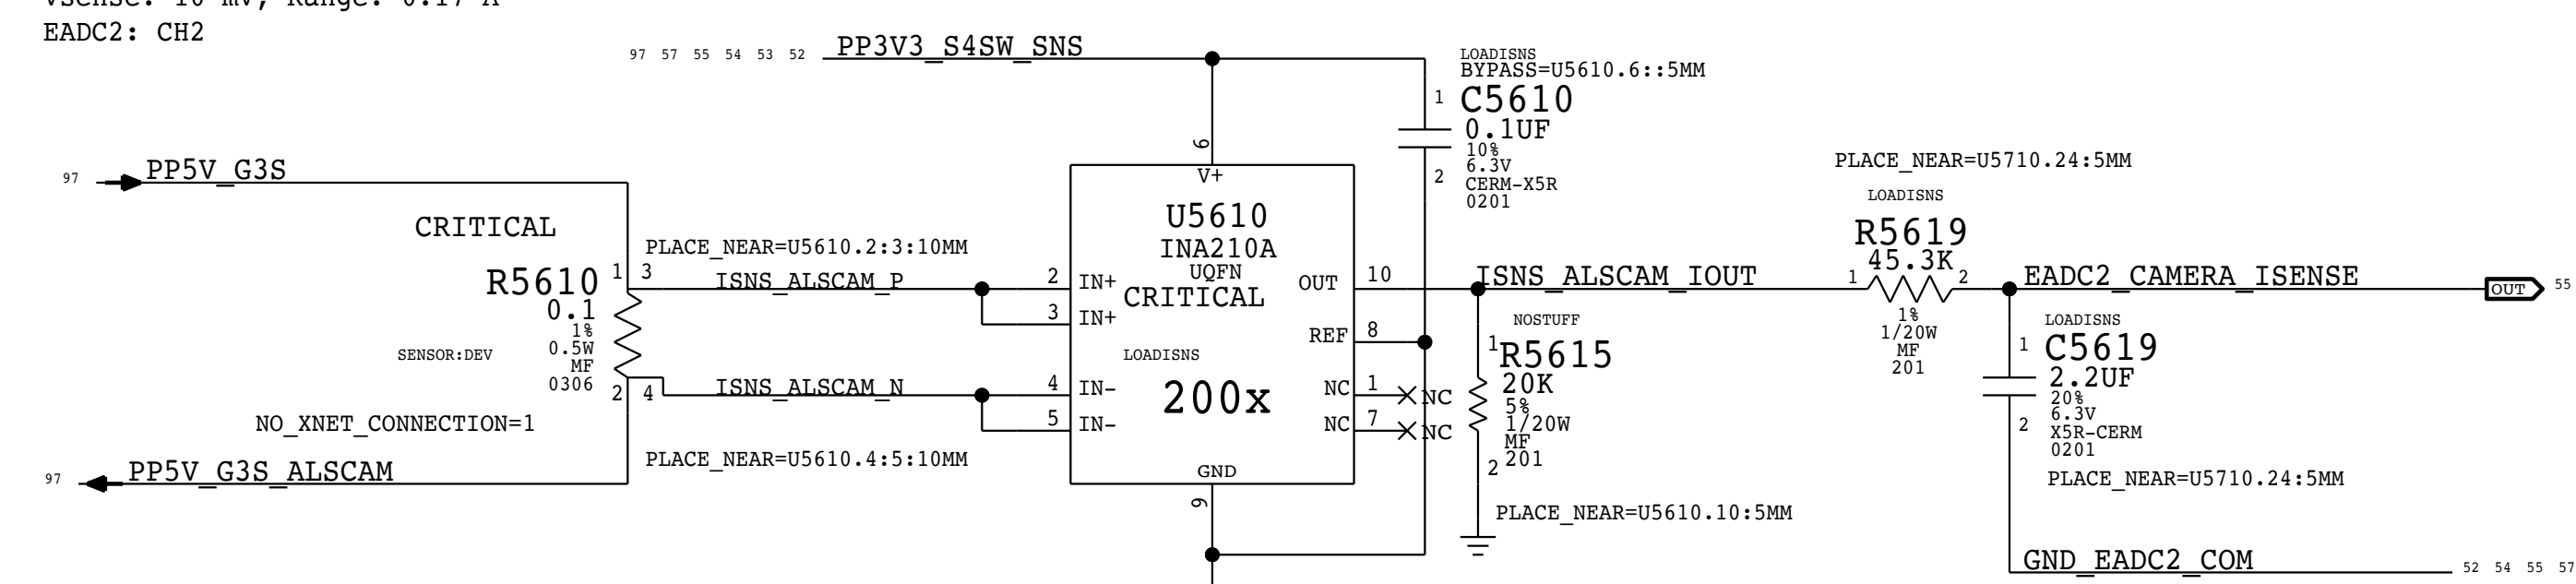 EADC2: CH2
97 57 55 54 53 52 PP3V3_S4SW_SNS
LOADISNS
BYPASS=U5610.6::5MM
1 C5610
0.1UF
10%
6.3V
2 CERM-X5R
0201
97 PP5V_G3S
CRITICAL
R5610
0.1
1%
0.5W
MF
0306
SENSOR:DEV
1 3
2 4
NO_XNET_CONNECTION=1
97 PP5V_G3S_ALSCAM
PLACE_NEAR=U5610.2:3:10MM
ISNS_ALSCAM_P
ISNS_ALSCAM_N
PLACE_NEAR=U5610.4:5:10MM
6
V+
U5610
INA210A
UQFN
CRITICAL
LOADISNS
200x
2 IN+
3 IN+
4 IN-
5 IN-
OUT 10
REF 8
NC 1 NC
NC 7 NC
GND
9
ISNS_ALSCAM_IOUT
NOSTUFF
1 R5615
20K
5%
1/20W
MF
2 201
PLACE_NEAR=U5610.10:5MM
PLACE_NEAR=U5710.24:5MM
LOADISNS
R5619
45.3K
1 2
1%
1/20W
MF
201
EADC2_CAMERA_ISENSE
OUT 55
LOADISNS
1 C5619
2.2UF
20%
6.3V
2 X5R-CERM
0201
PLACE_NEAR=U5710.24:5MM
GND_EADC2_COM 52 54 55 57